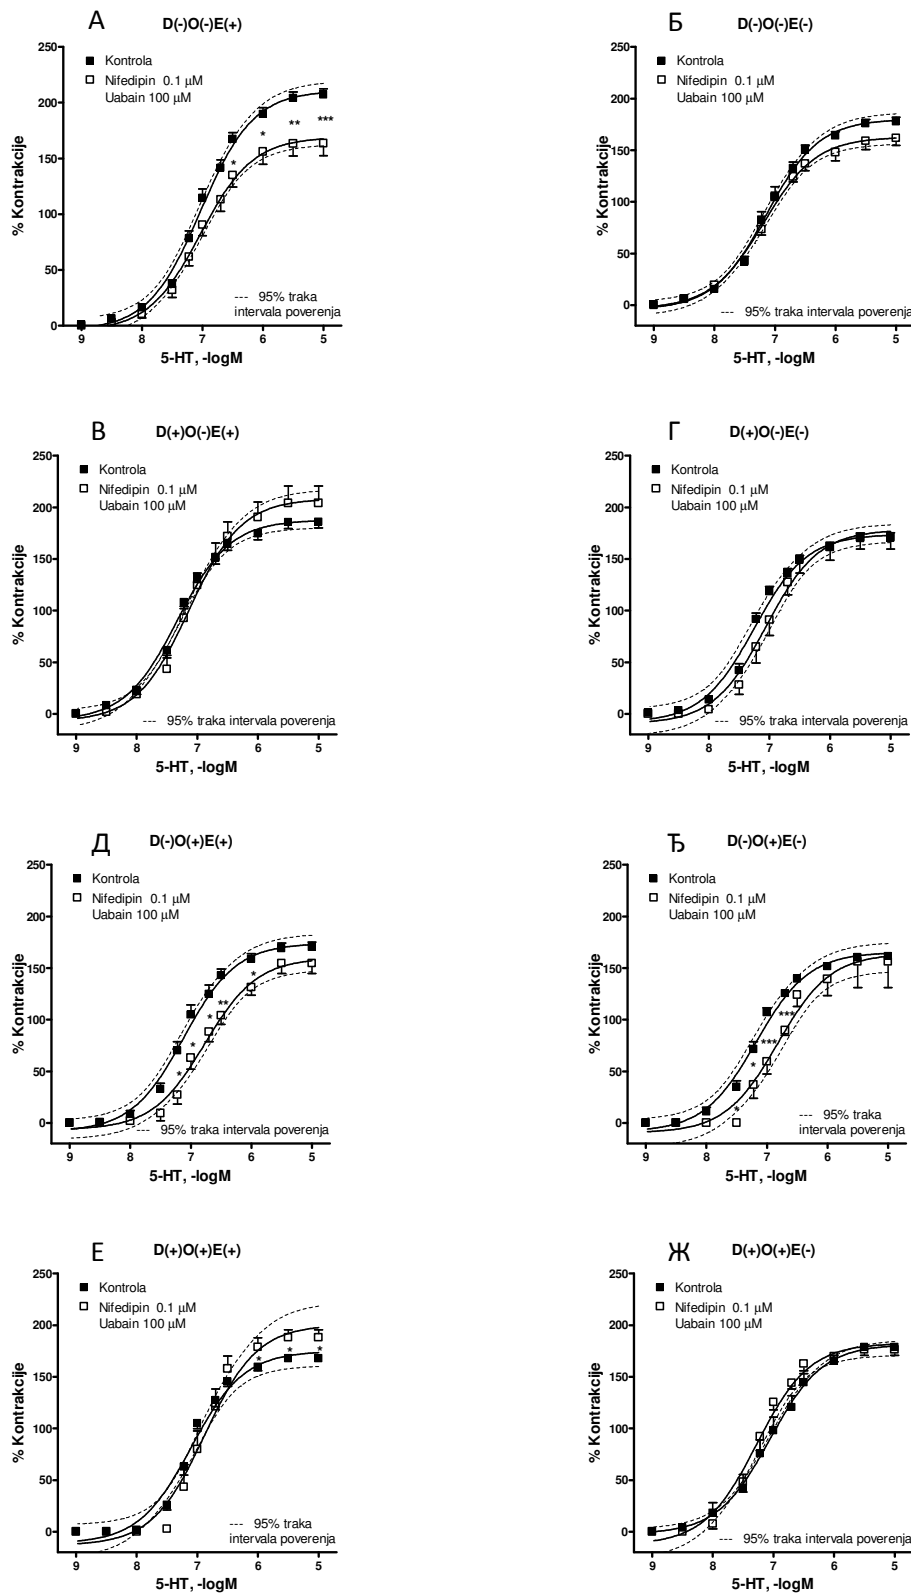 А D(-)O(-)E(+)
250
200
150
100
50
0
% Kontrakcije
Kontrola
Nifedipin 0.1 µM
Uabain 100 µM
* * ** ***
--- 95% traka
intervala poverenja
9 8 7 6 5
5-HT, -logM
Б D(-)O(-)E(-)
250
200
150
100
50
0
% Kontrakcije
Kontrola
Nifedipin 0.1 µM
Uabain 100 µM
--- 95% traka intervala poverenja
9 8 7 6 5
5-HT, -logM
В D(+)O(-)E(+)
250
200
150
100
50
0
% Kontrakcije
Kontrola
Nifedipin 0.1 µM
Uabain 100 µM
--- 95% traka intervala poverenja
9 8 7 6 5
5-HT, -logM
Г D(+)O(-)E(-)
250
200
150
100
50
0
% Kontrakcije
Kontrola
Nifedipin 0.1 µM
Uabain 100 µM
--- 95% traka intervala poverenja
9 8 7 6 5
5-HT, -logM
Д D(-)O(+)E(+)
250
200
150
100
50
0
% Kontrakcije
Kontrola
Nifedipin 0.1 µM
Uabain 100 µM
* * * ** *
--- 95% traka intervala poverenja
9 8 7 6 5
5-HT, -logM
Ђ D(-)O(+)E(-)
250
200
150
100
50
0
% Kontrakcije
Kontrola
Nifedipin 0.1 µM
Uabain 100 µM
* * *** ***
--- 95% traka
intervala poverenja
9 8 7 6 5
5-HT, -logM
Е D(+)O(+)E(+)
250
200
150
100
50
0
% Kontrakcije
Kontrola
Nifedipin 0.1 µM
Uabain 100 µM
* * *
--- 95% traka
intervala poverenja
9 8 7 6 5
5-HT, -logM
Ж D(+)O(+)E(-)
250
200
150
100
50
0
% Kontrakcije
Kontrola
Nifedipin 0.1 µM
Uabain 100 µM
--- 95% traka intervala poverenja
9 8 7 6 5
5-HT, -logM